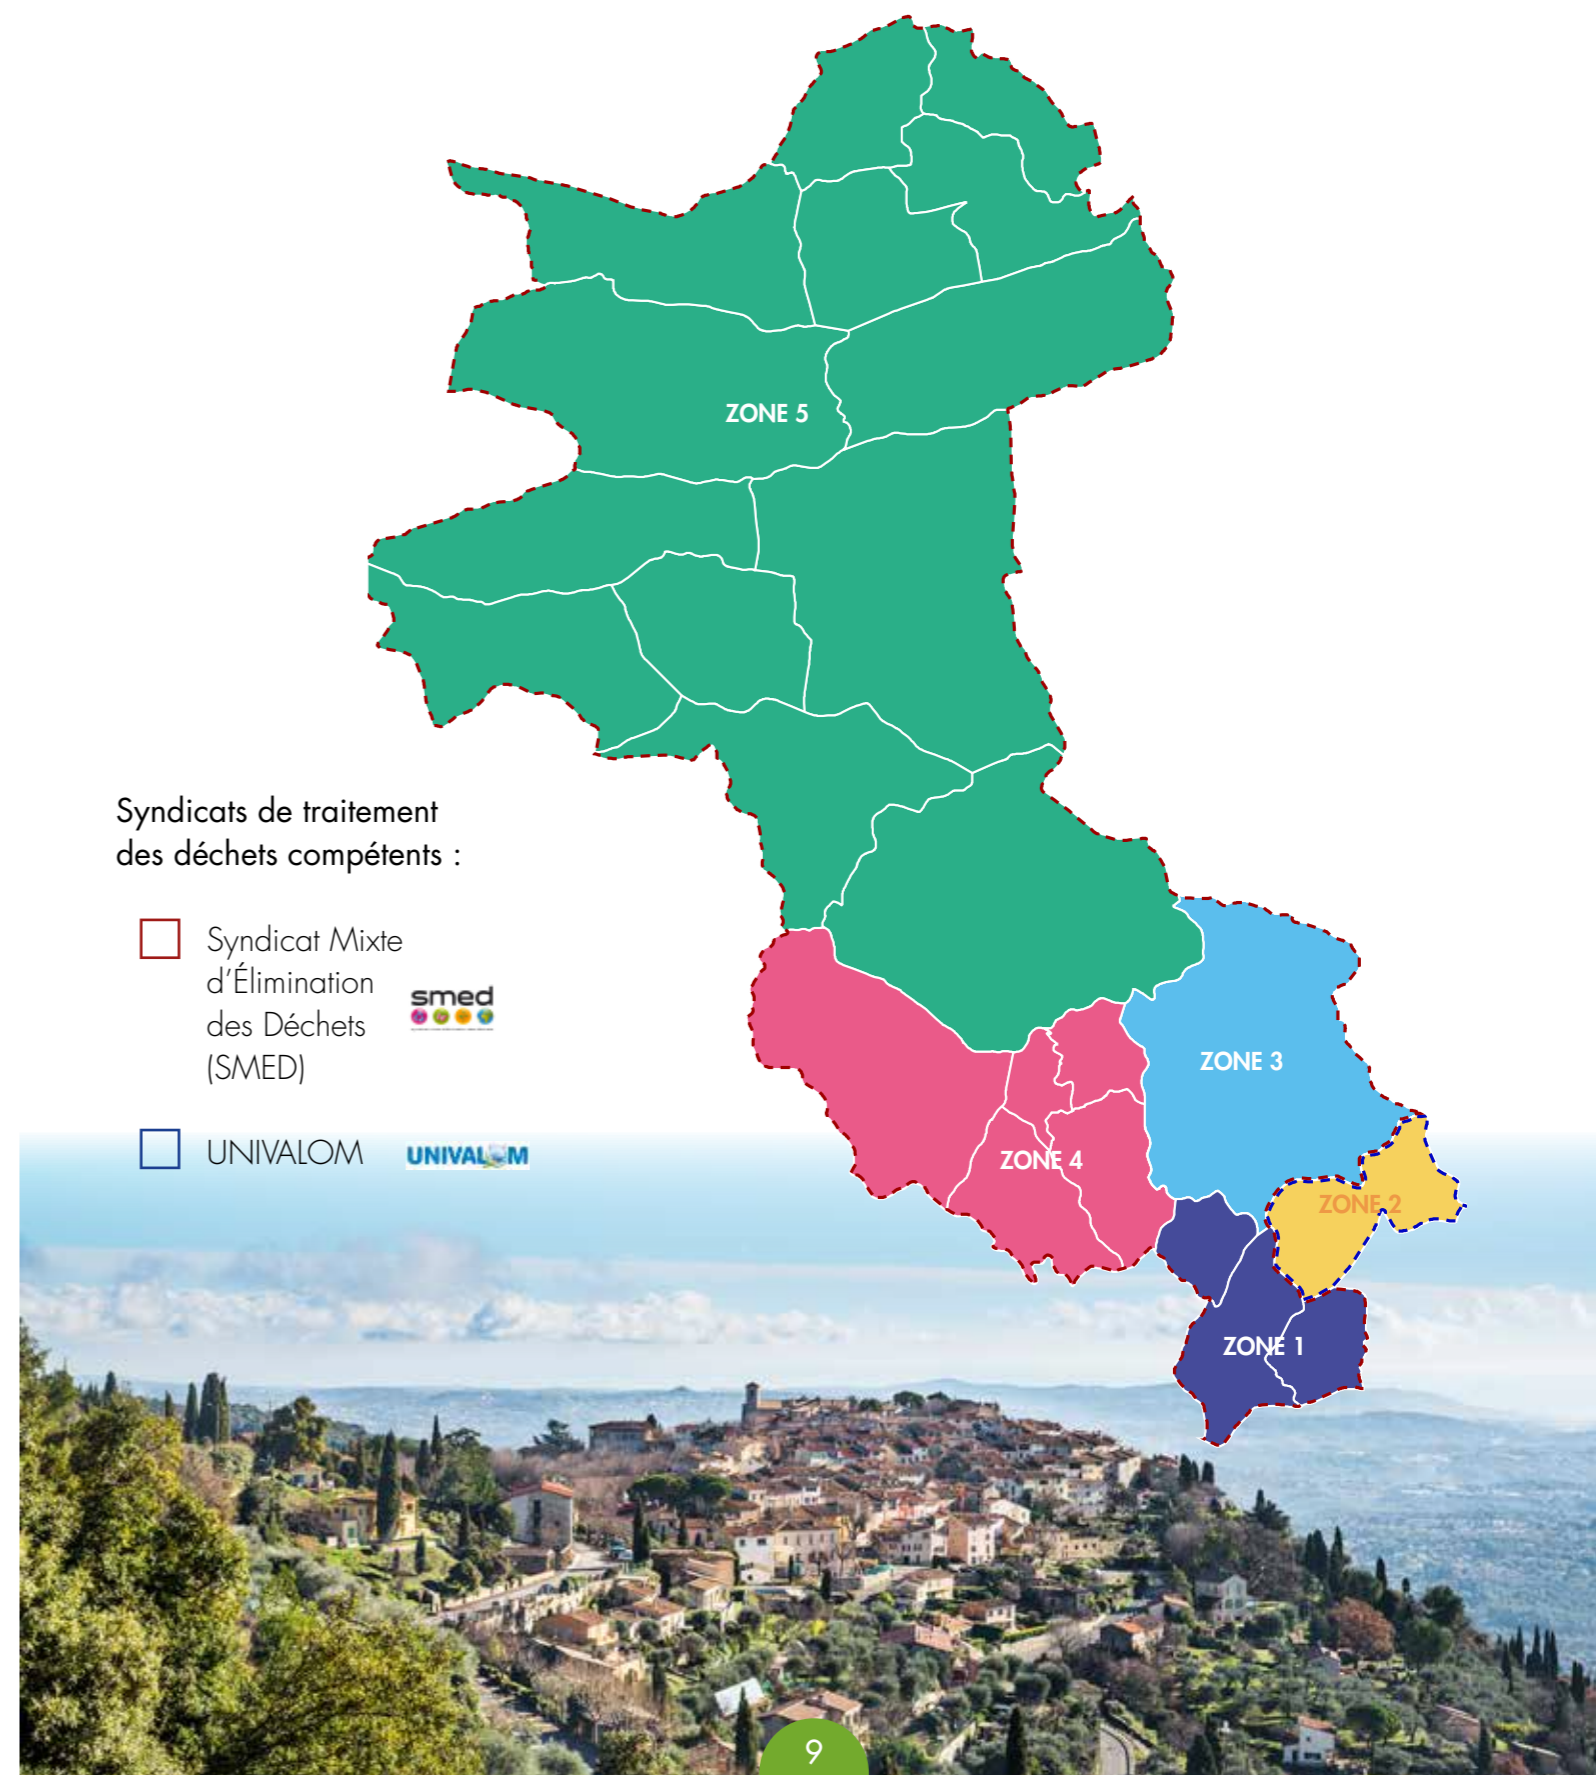 ZONE 5
Syndicats de traitement
des déchets compétents :
Syndicat Mixte
d'Élimination
des Déchets
(SMED)
smed
UNIVALOM
UNIVALOM
ZONE 3
ZONE 4
ZONE 2
ZONE 1
9